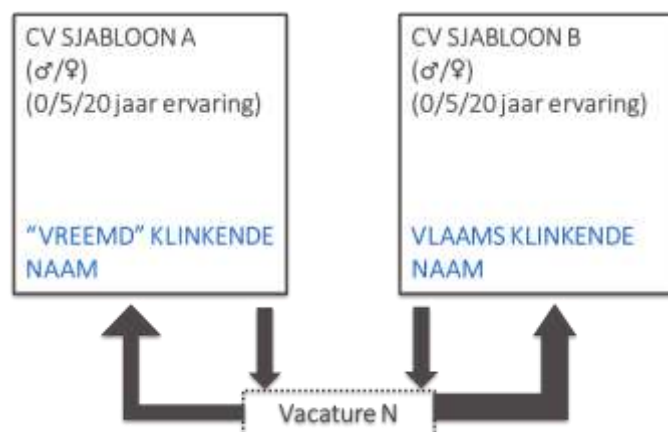 CV SJABLOON A
(♂/♀)
(0/5/20 jaar ervaring)
“VREEMD” KLINKENDE
NAAM
CV SJABLOON B
(♂/♀)
(0/5/20 jaar ervaring)
VLAAMS KLINKENDE
NAAM
Vacature N